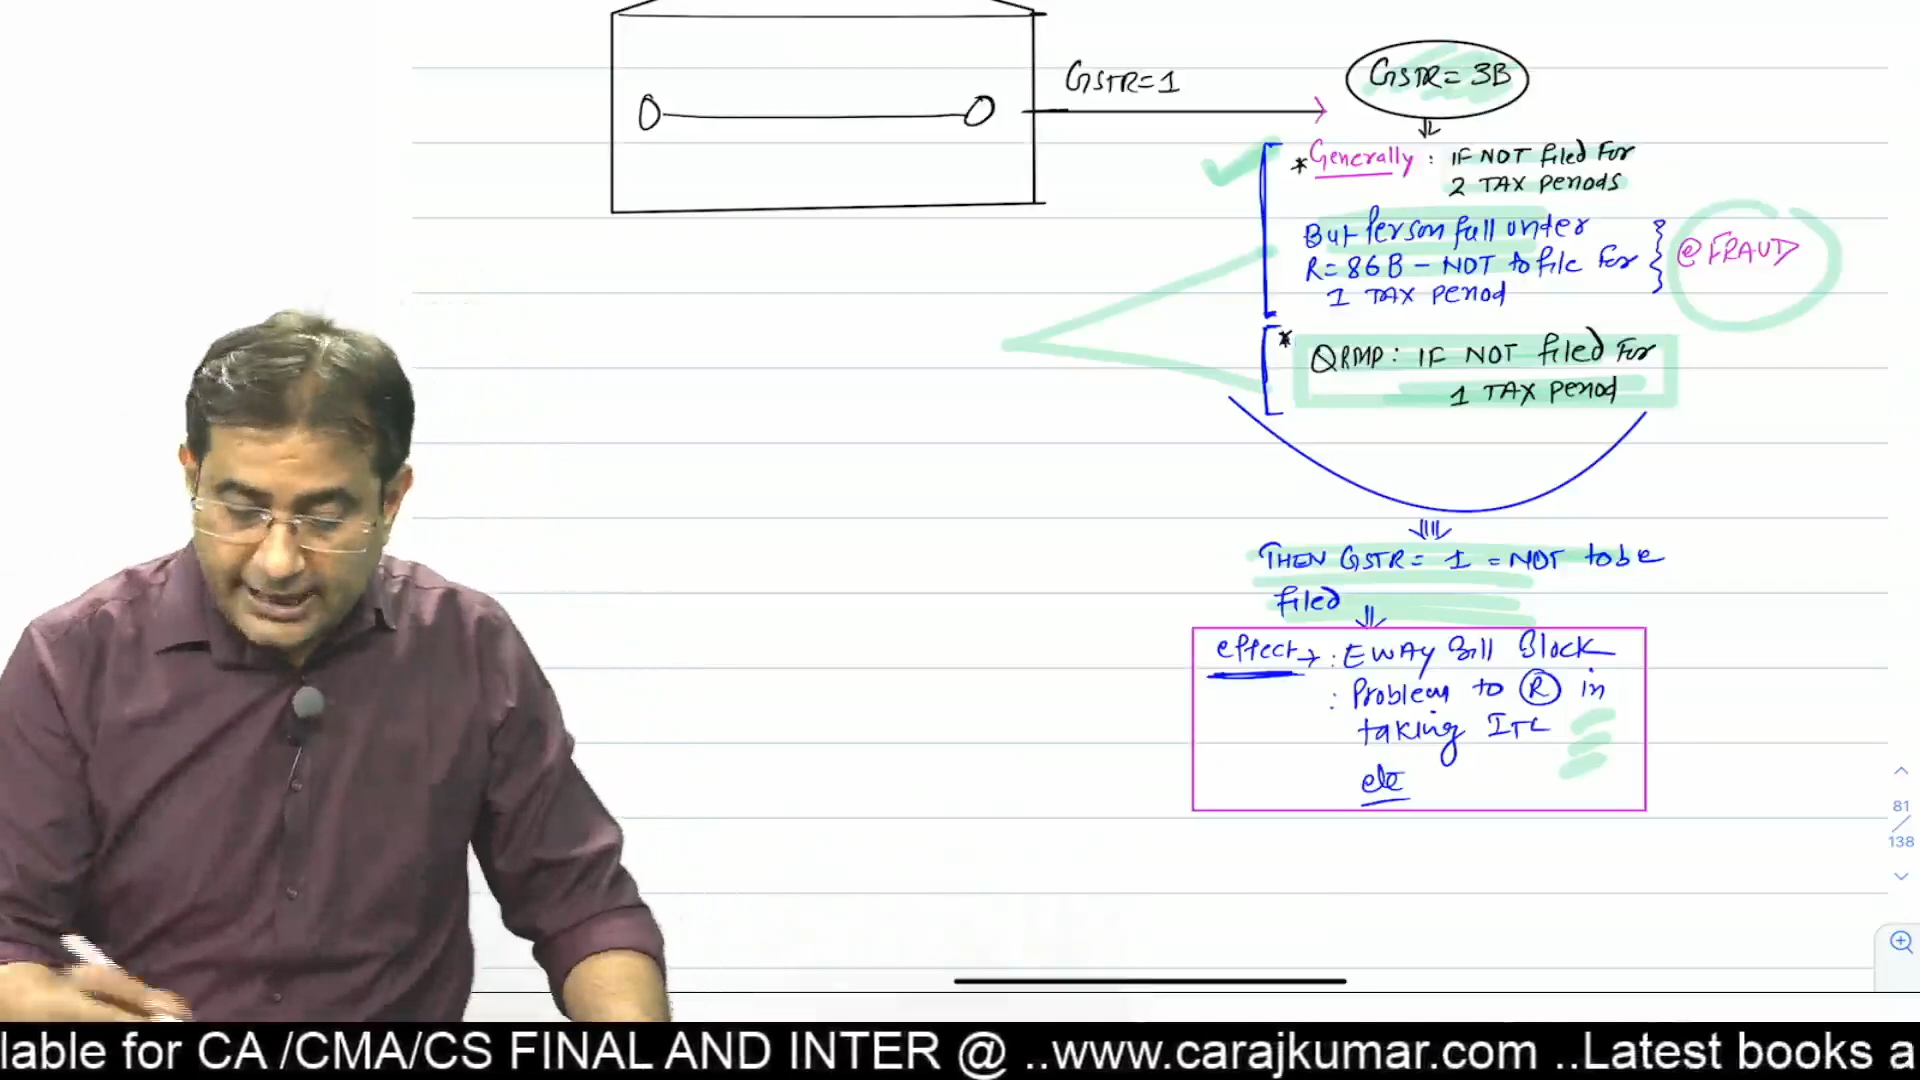 GSTR=1
GSTR= 3B
* Generally : IF NOT filed For
2 TAX Periods
But Person fall under
R=86B – NOT to file For
1 TAX Period
@FRAUD
* QRMP: IF NOT filed For
1 TAX Period
THEN GSTR= 1 = NOT to be
filed
effect → : EWAY Bill Block
: Problem to R in
taking ITC
etc
81
/
138
lable for CA /CMA/CS FINAL AND INTER @ ..www.carajkumar.com ..Latest books a